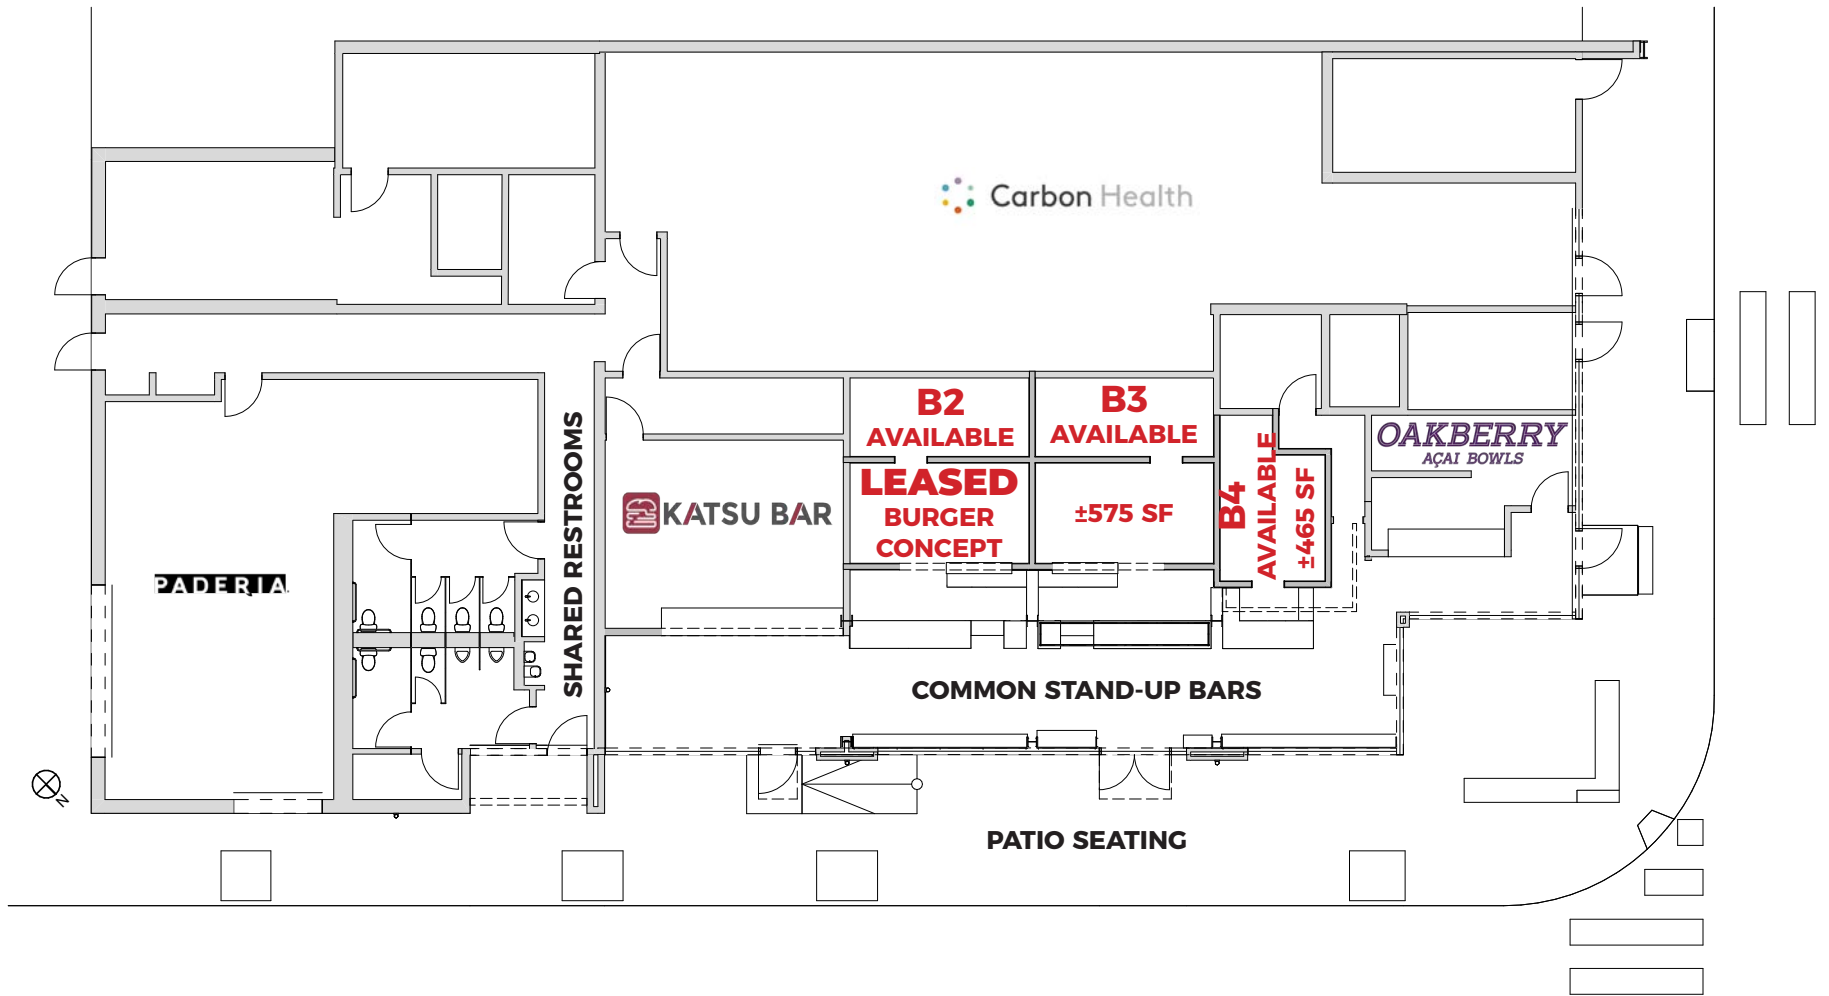 Carbon Health
B2
AVAILABLE
LEASED
BURGER
CONCEPT
B3
AVAILABLE
±575 SF
B4
AVAILABLE
±465 SF
OAKBERRY
AÇAI BOWLS
KATSU BAR
SHARED RESTROOMS
PADERIA
COMMON STAND-UP BARS
PATIO SEATING
N